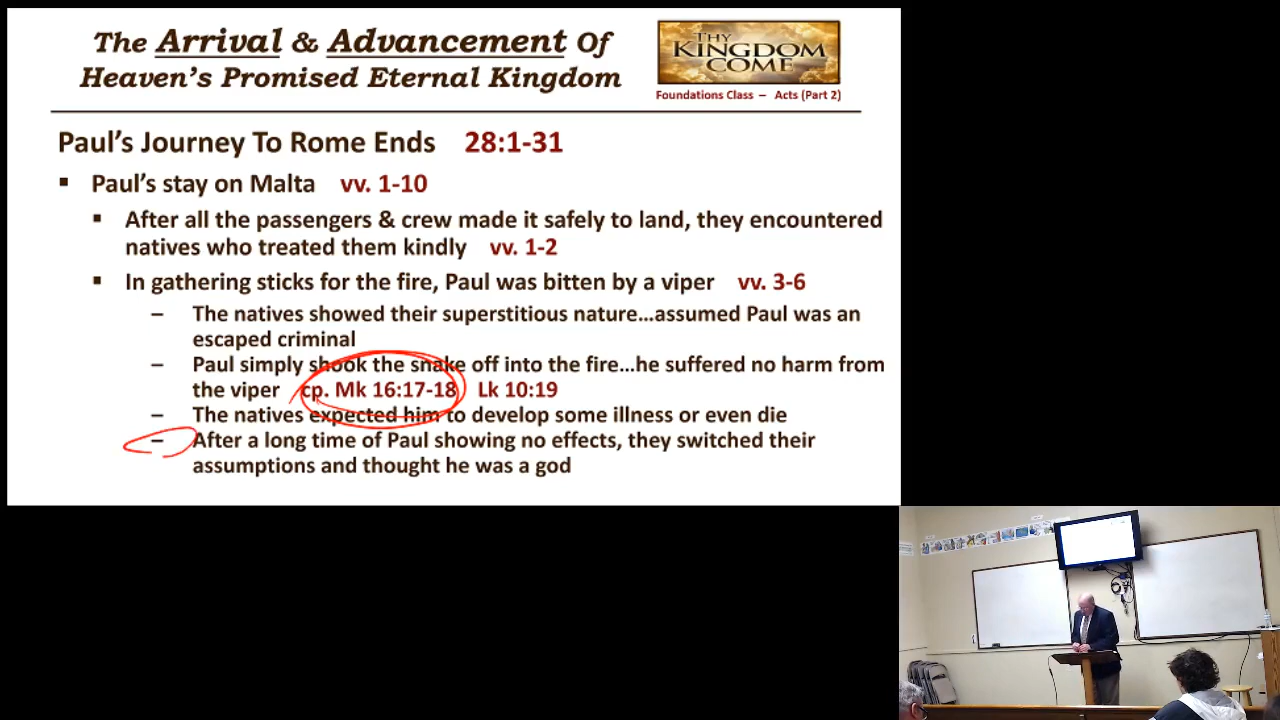 The Arrival & Advancement Of
Heaven's Promised Eternal Kingdom
THY
KINGDOM
COME
Foundations Class – Acts (Part 2)
Paul's Journey To Rome Ends 28:1-31
▪ Paul's stay on Malta vv. 1-10
▪ After all the passengers & crew made it safely to land, they encountered
natives who treated them kindly vv. 1-2
▪ In gathering sticks for the fire, Paul was bitten by a viper vv. 3-6
– The natives showed their superstitious nature...assumed Paul was an
escaped criminal
– Paul simply shook the snake off into the fire...he suffered no harm from
the viper cp. Mk 16:17-18 Lk 10:19
– The natives expected him to develop some illness or even die
– After a long time of Paul showing no effects, they switched their
assumptions and thought he was a god